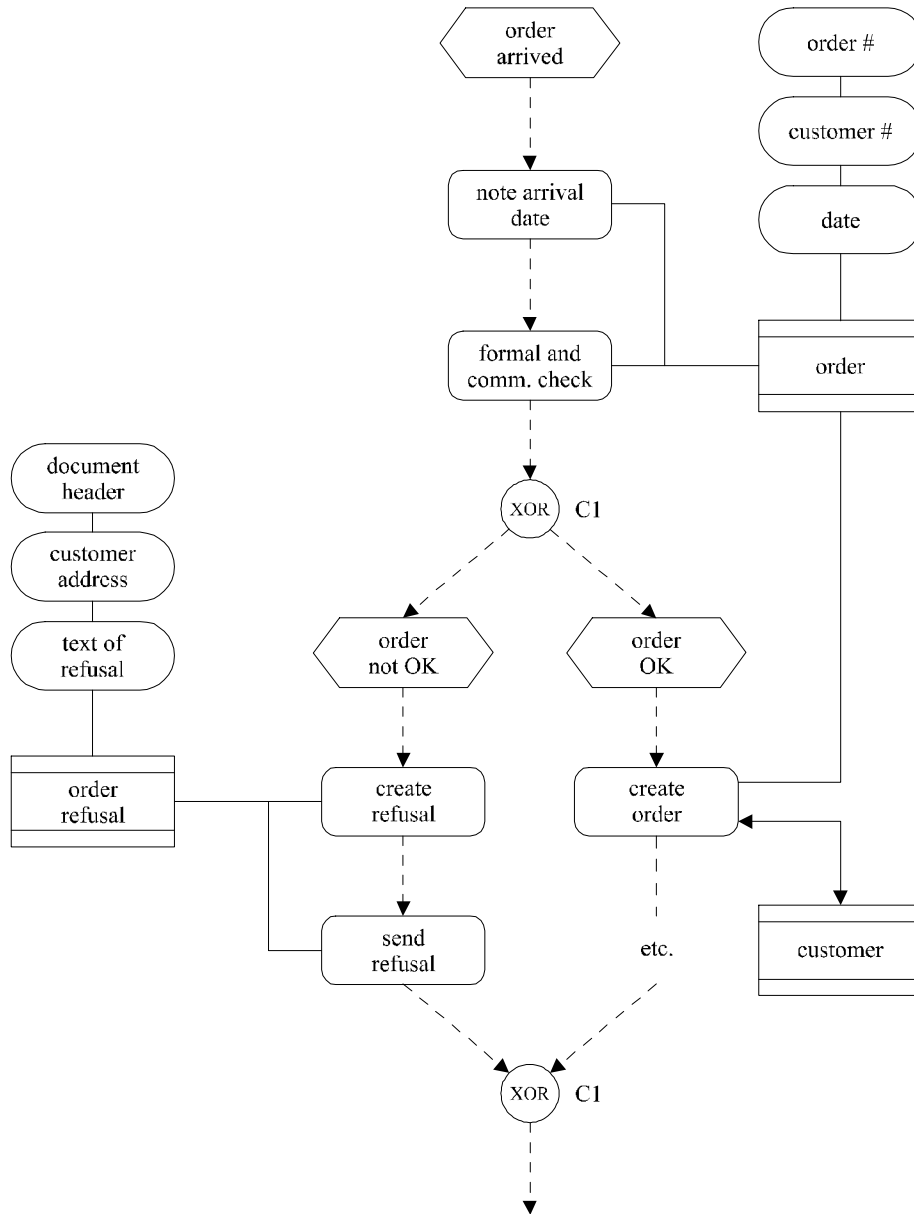 order
arrived
order #
customer #
note arrival
date
date
formal and
comm. check
order
document
header
XOR
C1
customer
address
text of
refusal
order
not OK
order
OK
order
refusal
create
refusal
create
order
send
refusal
etc.
customer
XOR
C1